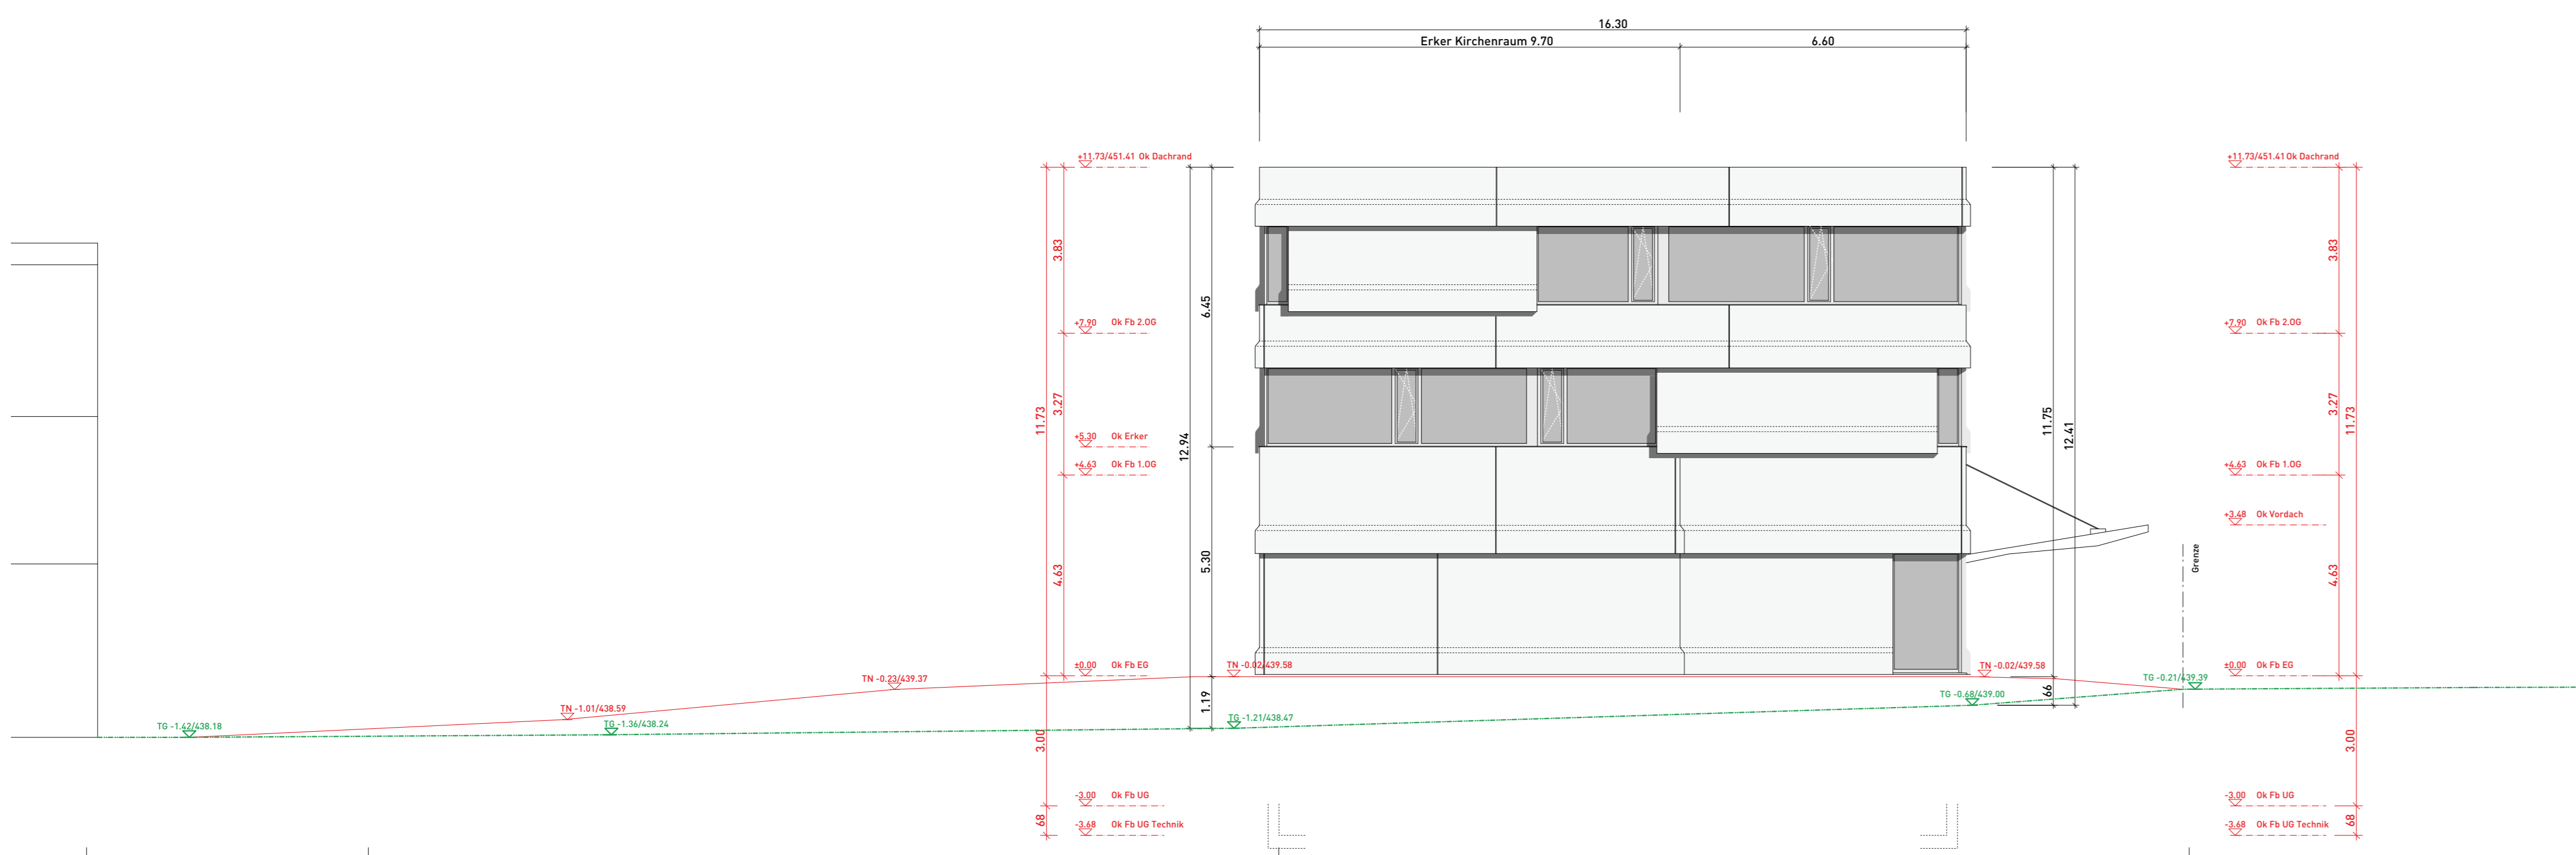 16.30
Erker Kirchenraum 9.70
6.60
+11.73/451.41 Ok Dachrand
+11.73/451.41 Ok Dachrand
3.83
6.45
3.83
+7.90 Ok Fb 2.OG
+7.90 Ok Fb 2.OG
11.73
3.27
12.94
11.75
12.41
3.27
11.73
+5.30 Ok Erker
+4.63 Ok Fb 1.OG
+4.63 Ok Fb 1.OG
+3.48 Ok Vordach
4.63
5.30
Grenze
4.63
±0.00 Ok Fb EG
TN -0.02/439.58
TN -0.02/439.58
±0.00 Ok Fb EG
TN -0.23/439.37
TG -0.21/439.39
TN -1.01/438.59
1.19
TG -0.68/439.00
66
TG -1.42/438.18
TG -1.36/438.24
TG -1.21/438.47
3.00
3.00
-3.00 Ok Fb UG
-3.00 Ok Fb UG
68
-3.68 Ok Fb UG Technik
-3.68 Ok Fb UG Technik
68